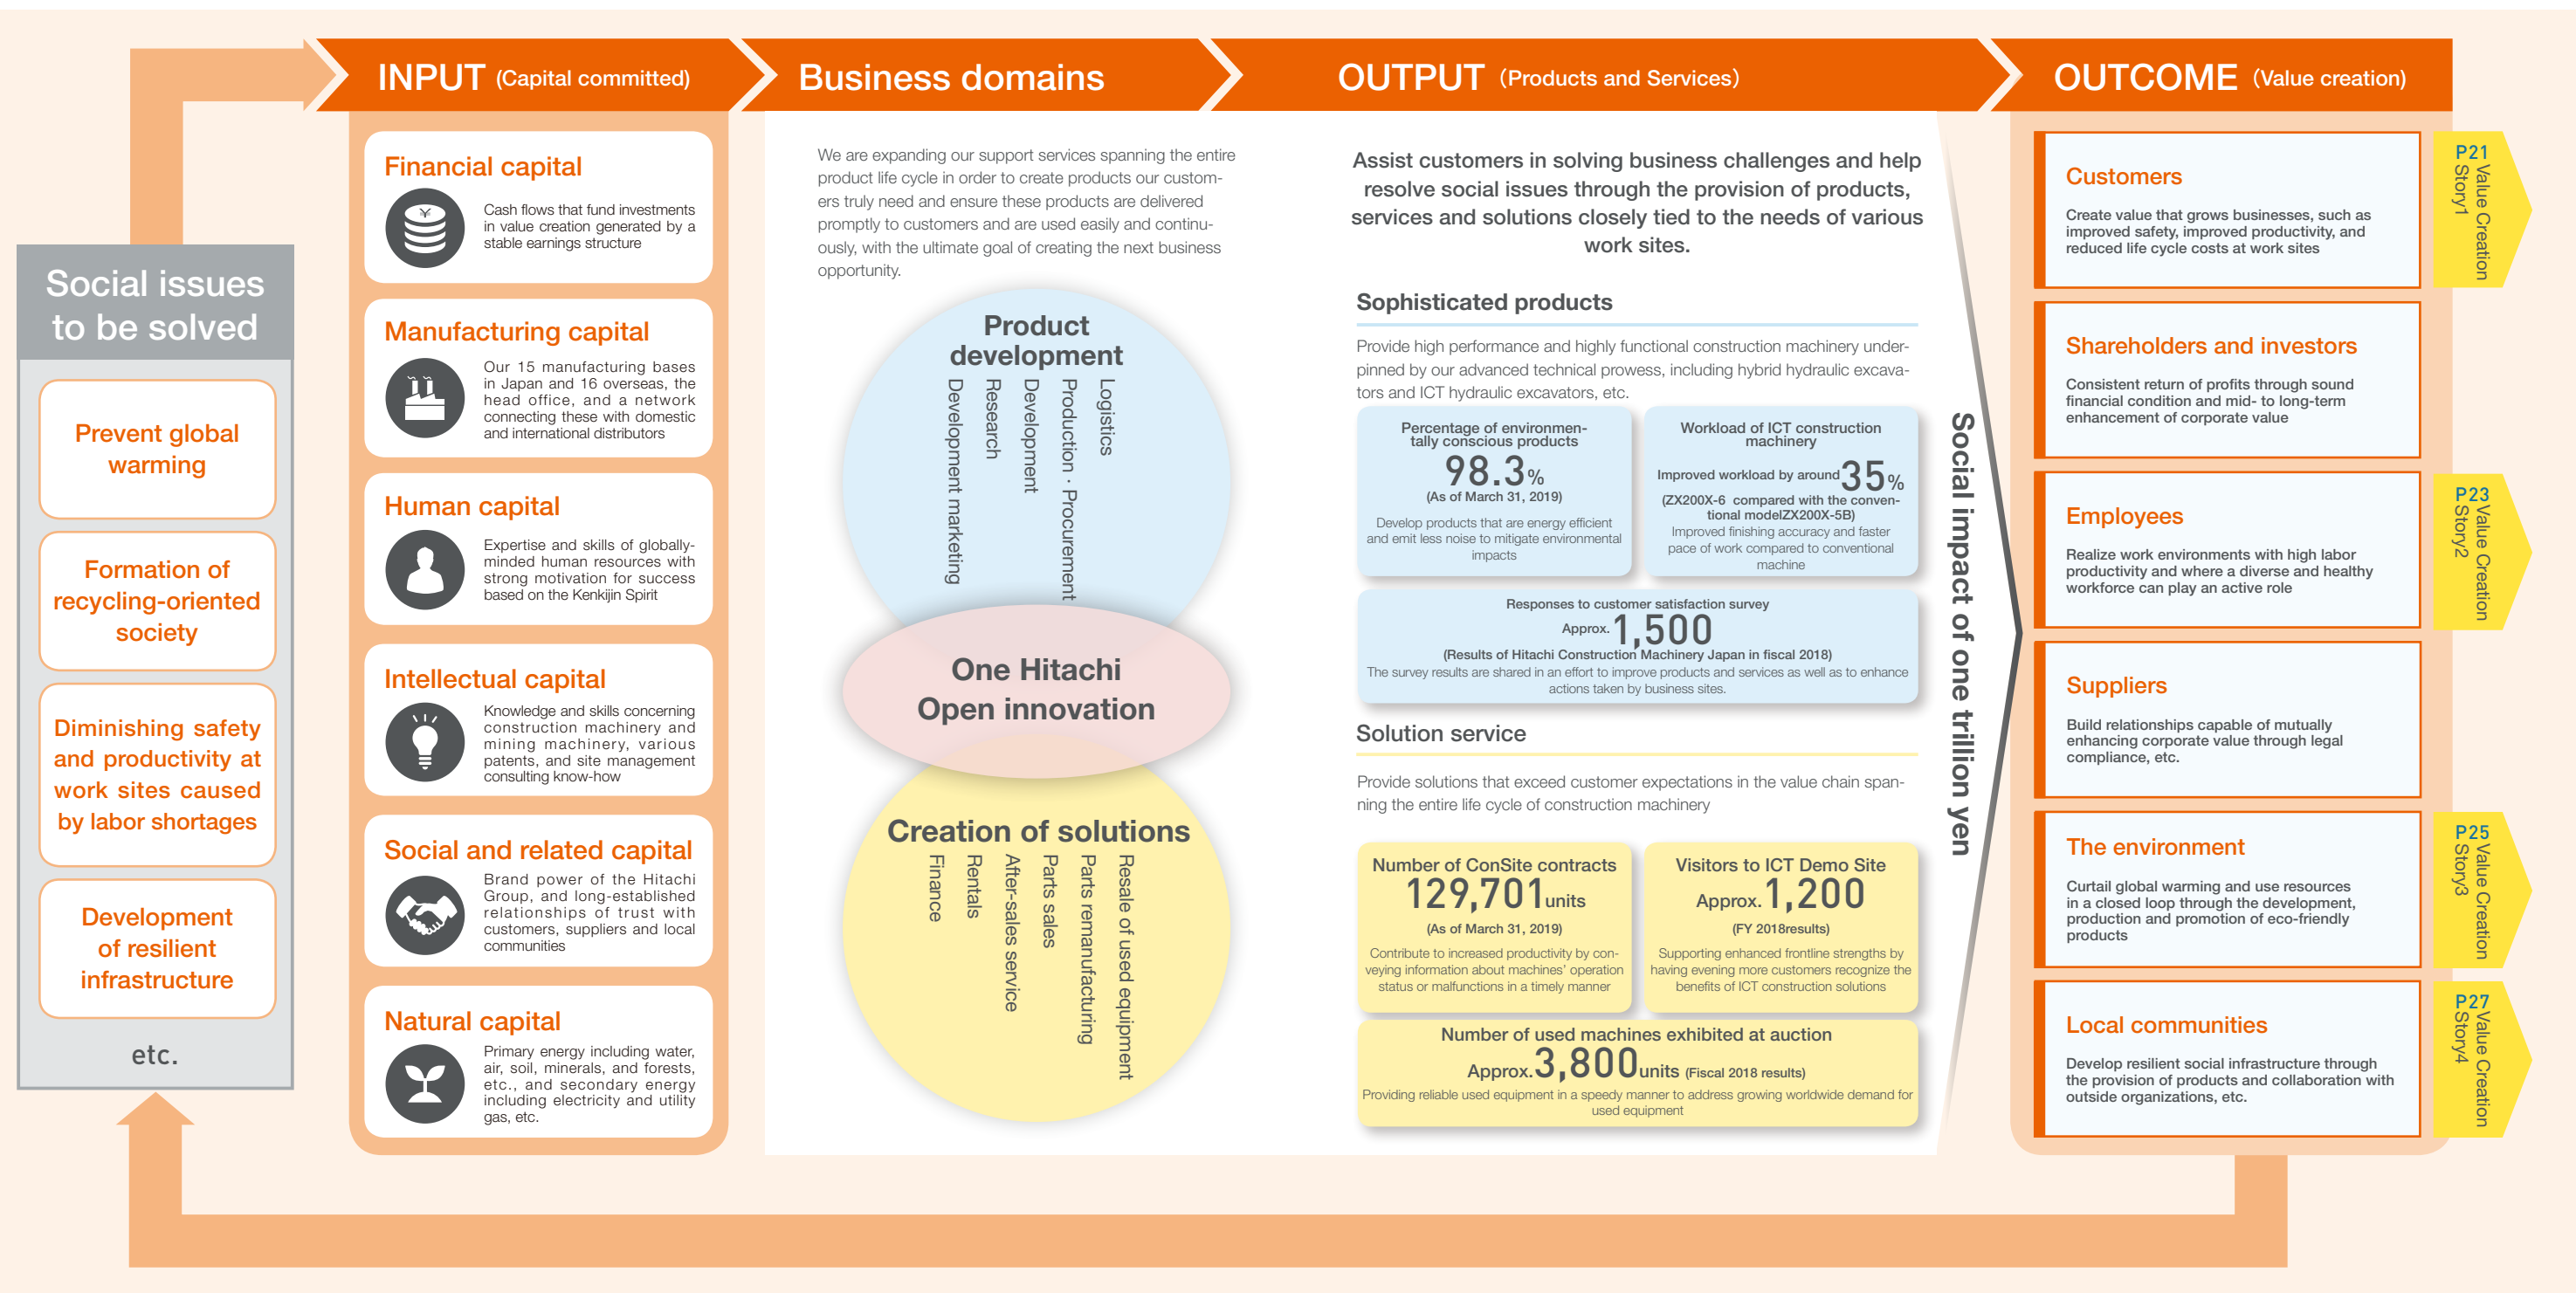 Social issues
to be solved
Prevent global
warming
Formation of
recycling-oriented
society
Diminishing safety
and productivity at
work sites caused
by labor shortages
Development
of resilient
infrastructure
etc.
INPUT (Capital committed)
Financial capital
Cash flows that fund investments
in value creation generated by a
stable earnings structure
Manufacturing capital
Our 15 manufacturing bases
in Japan and 16 overseas, the
head office, and a network
connecting these with domestic
and international distributors
Human capital
Expertise and skills of globally-
minded human resources with
strong motivation for success
based on the Kenkijin Spirit
Intellectual capital
Knowledge and skills concerning
construction machinery and
mining machinery, various
patents, and site management
consulting know-how
Social and related capital
Brand power of the Hitachi
Group, and long-established
relationships of trust with
customers, suppliers and local
communities
Natural capital
Primary energy including water,
air, soil, minerals, and forests,
etc., and secondary energy
including electricity and utility
gas, etc.
Business domains
We are expanding our support services spanning the entire
product life cycle in order to create products our custom-
ers truly need and ensure these products are delivered
promptly to customers and are used easily and continu-
ously, with the ultimate goal of creating the next business
opportunity.
Product
development
Development marketing
Research
Development
Production · Procurement
Logistics
One Hitachi
Open innovation
Creation of solutions
Finance
Rentals
After-sales service
Parts sales
Parts remanufacturing
Resale of used equipment
OUTPUT (Products and Services)
Assist customers in solving business challenges and help
resolve social issues through the provision of products,
services and solutions closely tied to the needs of various
work sites.
Sophisticated products
Provide high performance and highly functional construction machinery under-
pinned by our advanced technical prowess, including hybrid hydraulic excava-
tors and ICT hydraulic excavators, etc.
Percentage of environmen-
tally conscious products
98.3%
(As of March 31, 2019)
Develop products that are energy efficient
and emit less noise to mitigate environmental
impacts
Workload of ICT construction
machinery
Improved workload by around 35%
(ZX200X-6 compared with the conven-
tional modelZX200X-5B)
Improved finishing accuracy and faster
pace of work compared to conventional
machine
Responses to customer satisfaction survey
Approx. 1,500
(Results of Hitachi Construction Machinery Japan in fiscal 2018)
The survey results are shared in an effort to improve products and services as well as to enhance
actions taken by business sites.
Solution service
Provide solutions that exceed customer expectations in the value chain span-
ning the entire life cycle of construction machinery
Number of ConSite contracts
129,701 units
(As of March 31, 2019)
Contribute to increased productivity by con-
veying information about machines' operation
status or malfunctions in a timely manner
Visitors to ICT Demo Site
Approx. 1,200
(FY 2018results)
Supporting enhanced frontline strengths by
having evening more customers recognize the
benefits of ICT construction solutions
Number of used machines exhibited at auction
Approx. 3,800 units (Fiscal 2018 results)
Providing reliable used equipment in a speedy manner to address growing worldwide demand for
used equipment
Social impact of one trillion yen
OUTCOME (Value creation)
Customers
Create value that grows businesses, such as
improved safety, improved productivity, and
reduced life cycle costs at work sites
P21
Value Creation
Story1
Shareholders and investors
Consistent return of profits through sound
financial condition and mid- to long-term
enhancement of corporate value
Employees
Realize work environments with high labor
productivity and where a diverse and healthy
workforce can play an active role
P23
Value Creation
Story2
Suppliers
Build relationships capable of mutually
enhancing corporate value through legal
compliance, etc.
The environment
Curtail global warming and use resources
in a closed loop through the development,
production and promotion of eco-friendly
products
P25
Value Creation
Story3
Local communities
Develop resilient social infrastructure through
the provision of products and collaboration with
outside organizations, etc.
P27
Value Creation
Story4